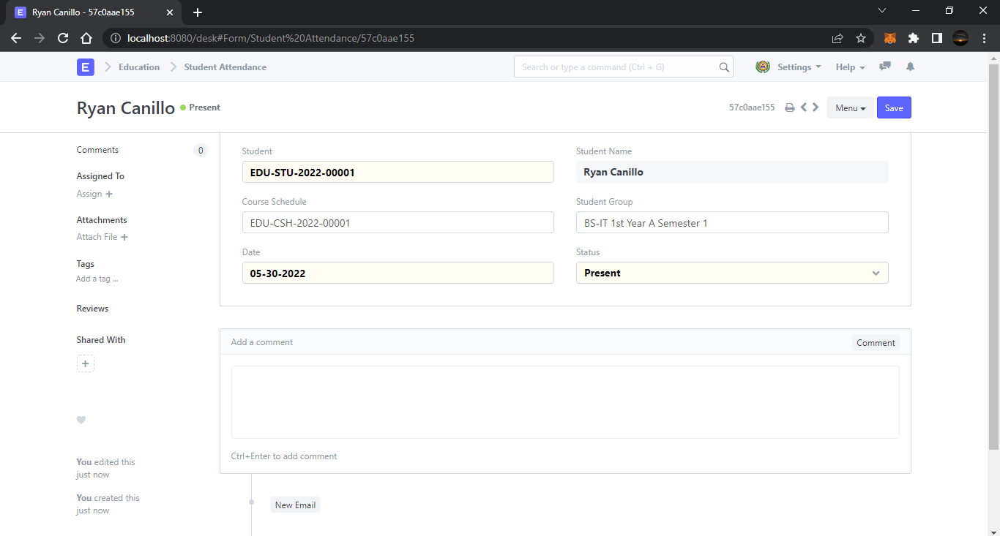 Ryan Canillo - 57c0aae155
localhost:8080/desk#Form/Student%20Attendance/57c0aae155
E Education Student Attendance Search or type a command (Ctrl + G) Settings Help
Ryan Canillo Present 57c0aae155 Menu Save
Comments 0
Assigned To
Assign +
Attachments
Attach File +
Tags
Add a tag ...
Reviews
Shared With
+
You edited this
just now
You created this
just now
Student
EDU-STU-2022-00001
Student Name
Ryan Canillo
Course Schedule
EDU-CSH-2022-00001
Student Group
BS-IT 1st Year A Semester 1
Date
05-30-2022
Status
Present
Add a comment Comment
Ctrl+Enter to add comment
New Email